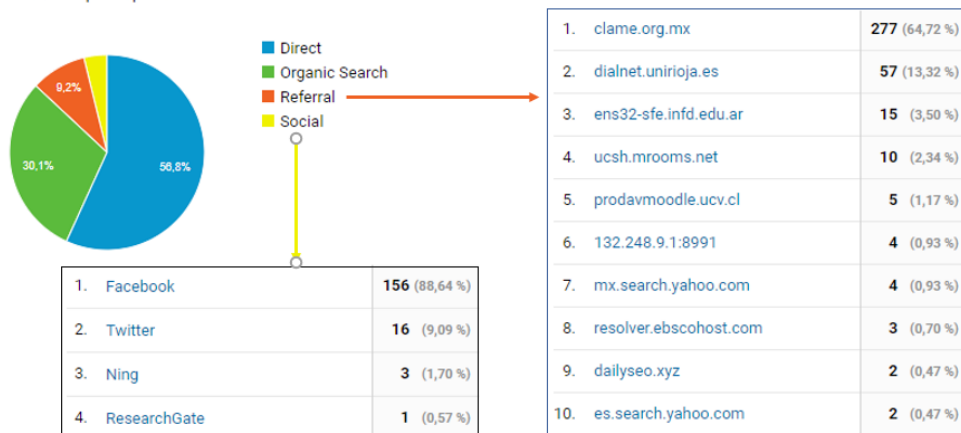 Direct
Organic Search
Referral
Social
9,2%
30,1%
56,8%
1. Facebook 156 (88,64 %)
2. Twitter 16 (9,09 %)
3. Ning 3 (1,70 %)
4. ResearchGate 1 (0,57 %)
1. clame.org.mx 277 (64,72 %)
2. dialnet.unirioja.es 57 (13,32 %)
3. ens32-sfe.infd.edu.ar 15 (3,50 %)
4. ucsh.mrooms.net 10 (2,34 %)
5. prodavmoodle.ucv.cl 5 (1,17 %)
6. 132.248.9.1:8991 4 (0,93 %)
7. mx.search.yahoo.com 4 (0,93 %)
8. resolver.ebscohost.com 3 (0,70 %)
9. dailyseo.xyz 2 (0,47 %)
10. es.search.yahoo.com 2 (0,47 %)